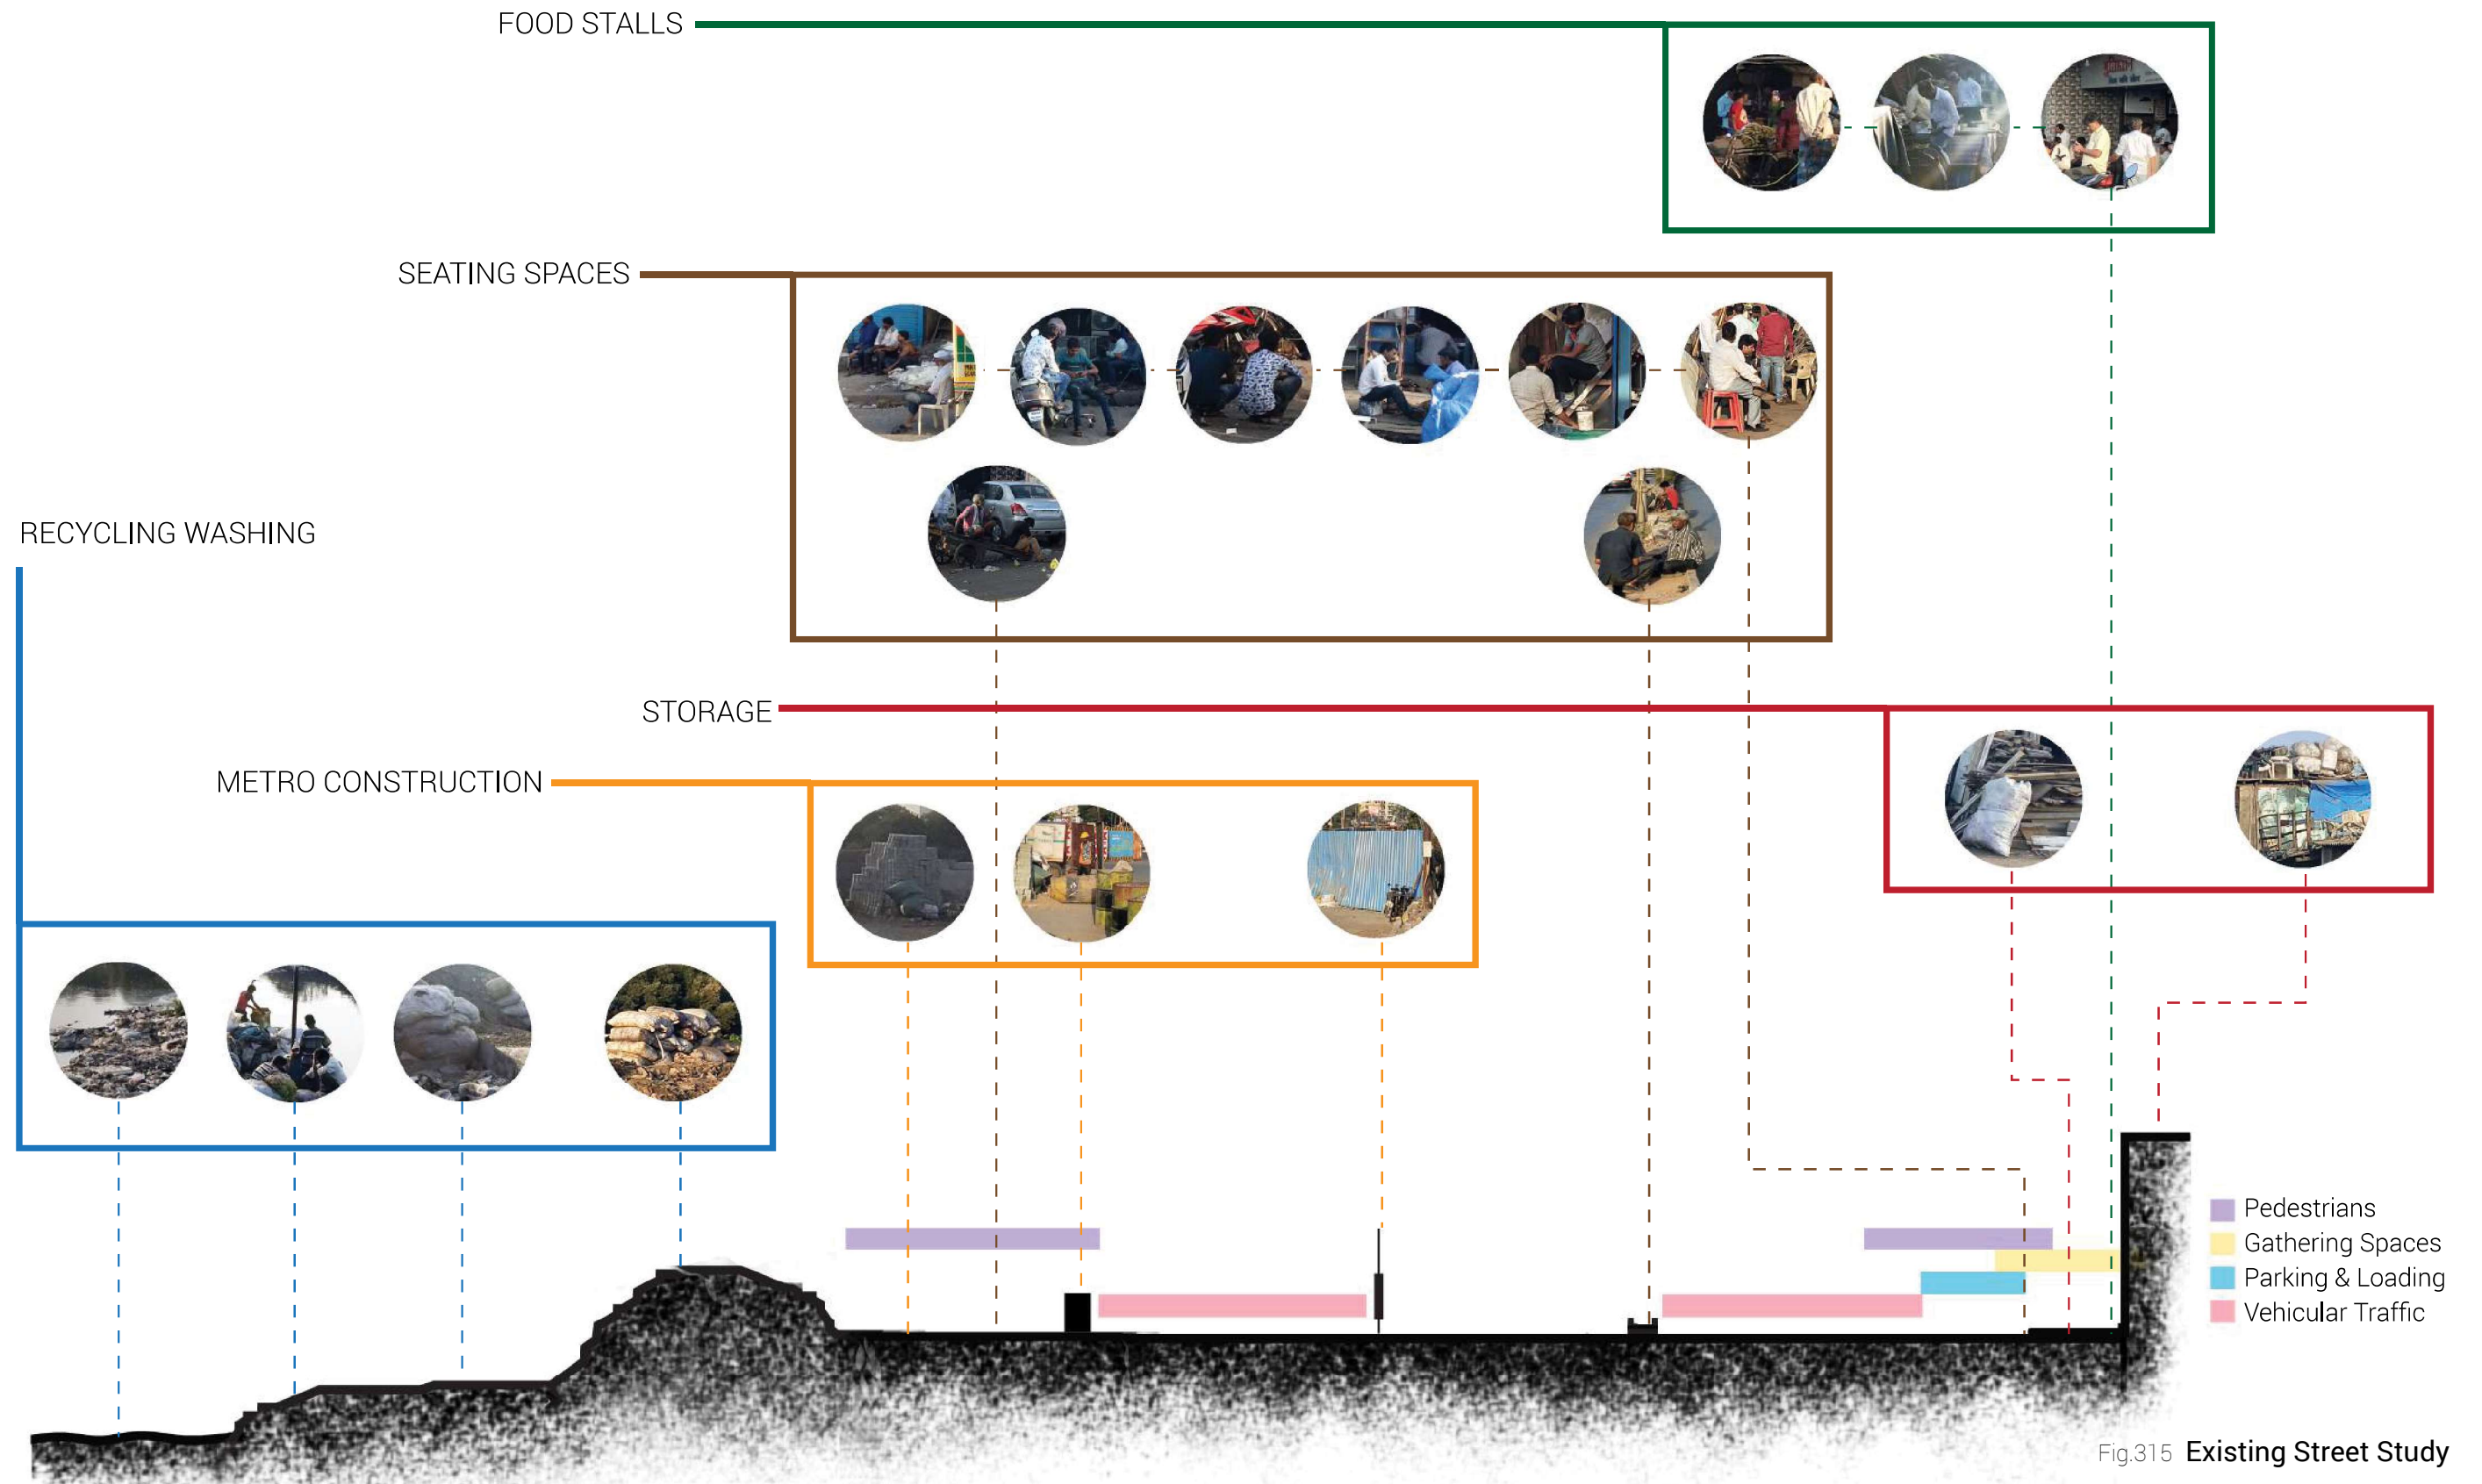 FOOD STALLS
SEATING SPACES
RECYCLING WASHING
STORAGE
METRO CONSTRUCTION
Pedestrians
Gathering Spaces
Parking & Loading
Vehicular Traffic
Fig.315 Existing Street Study